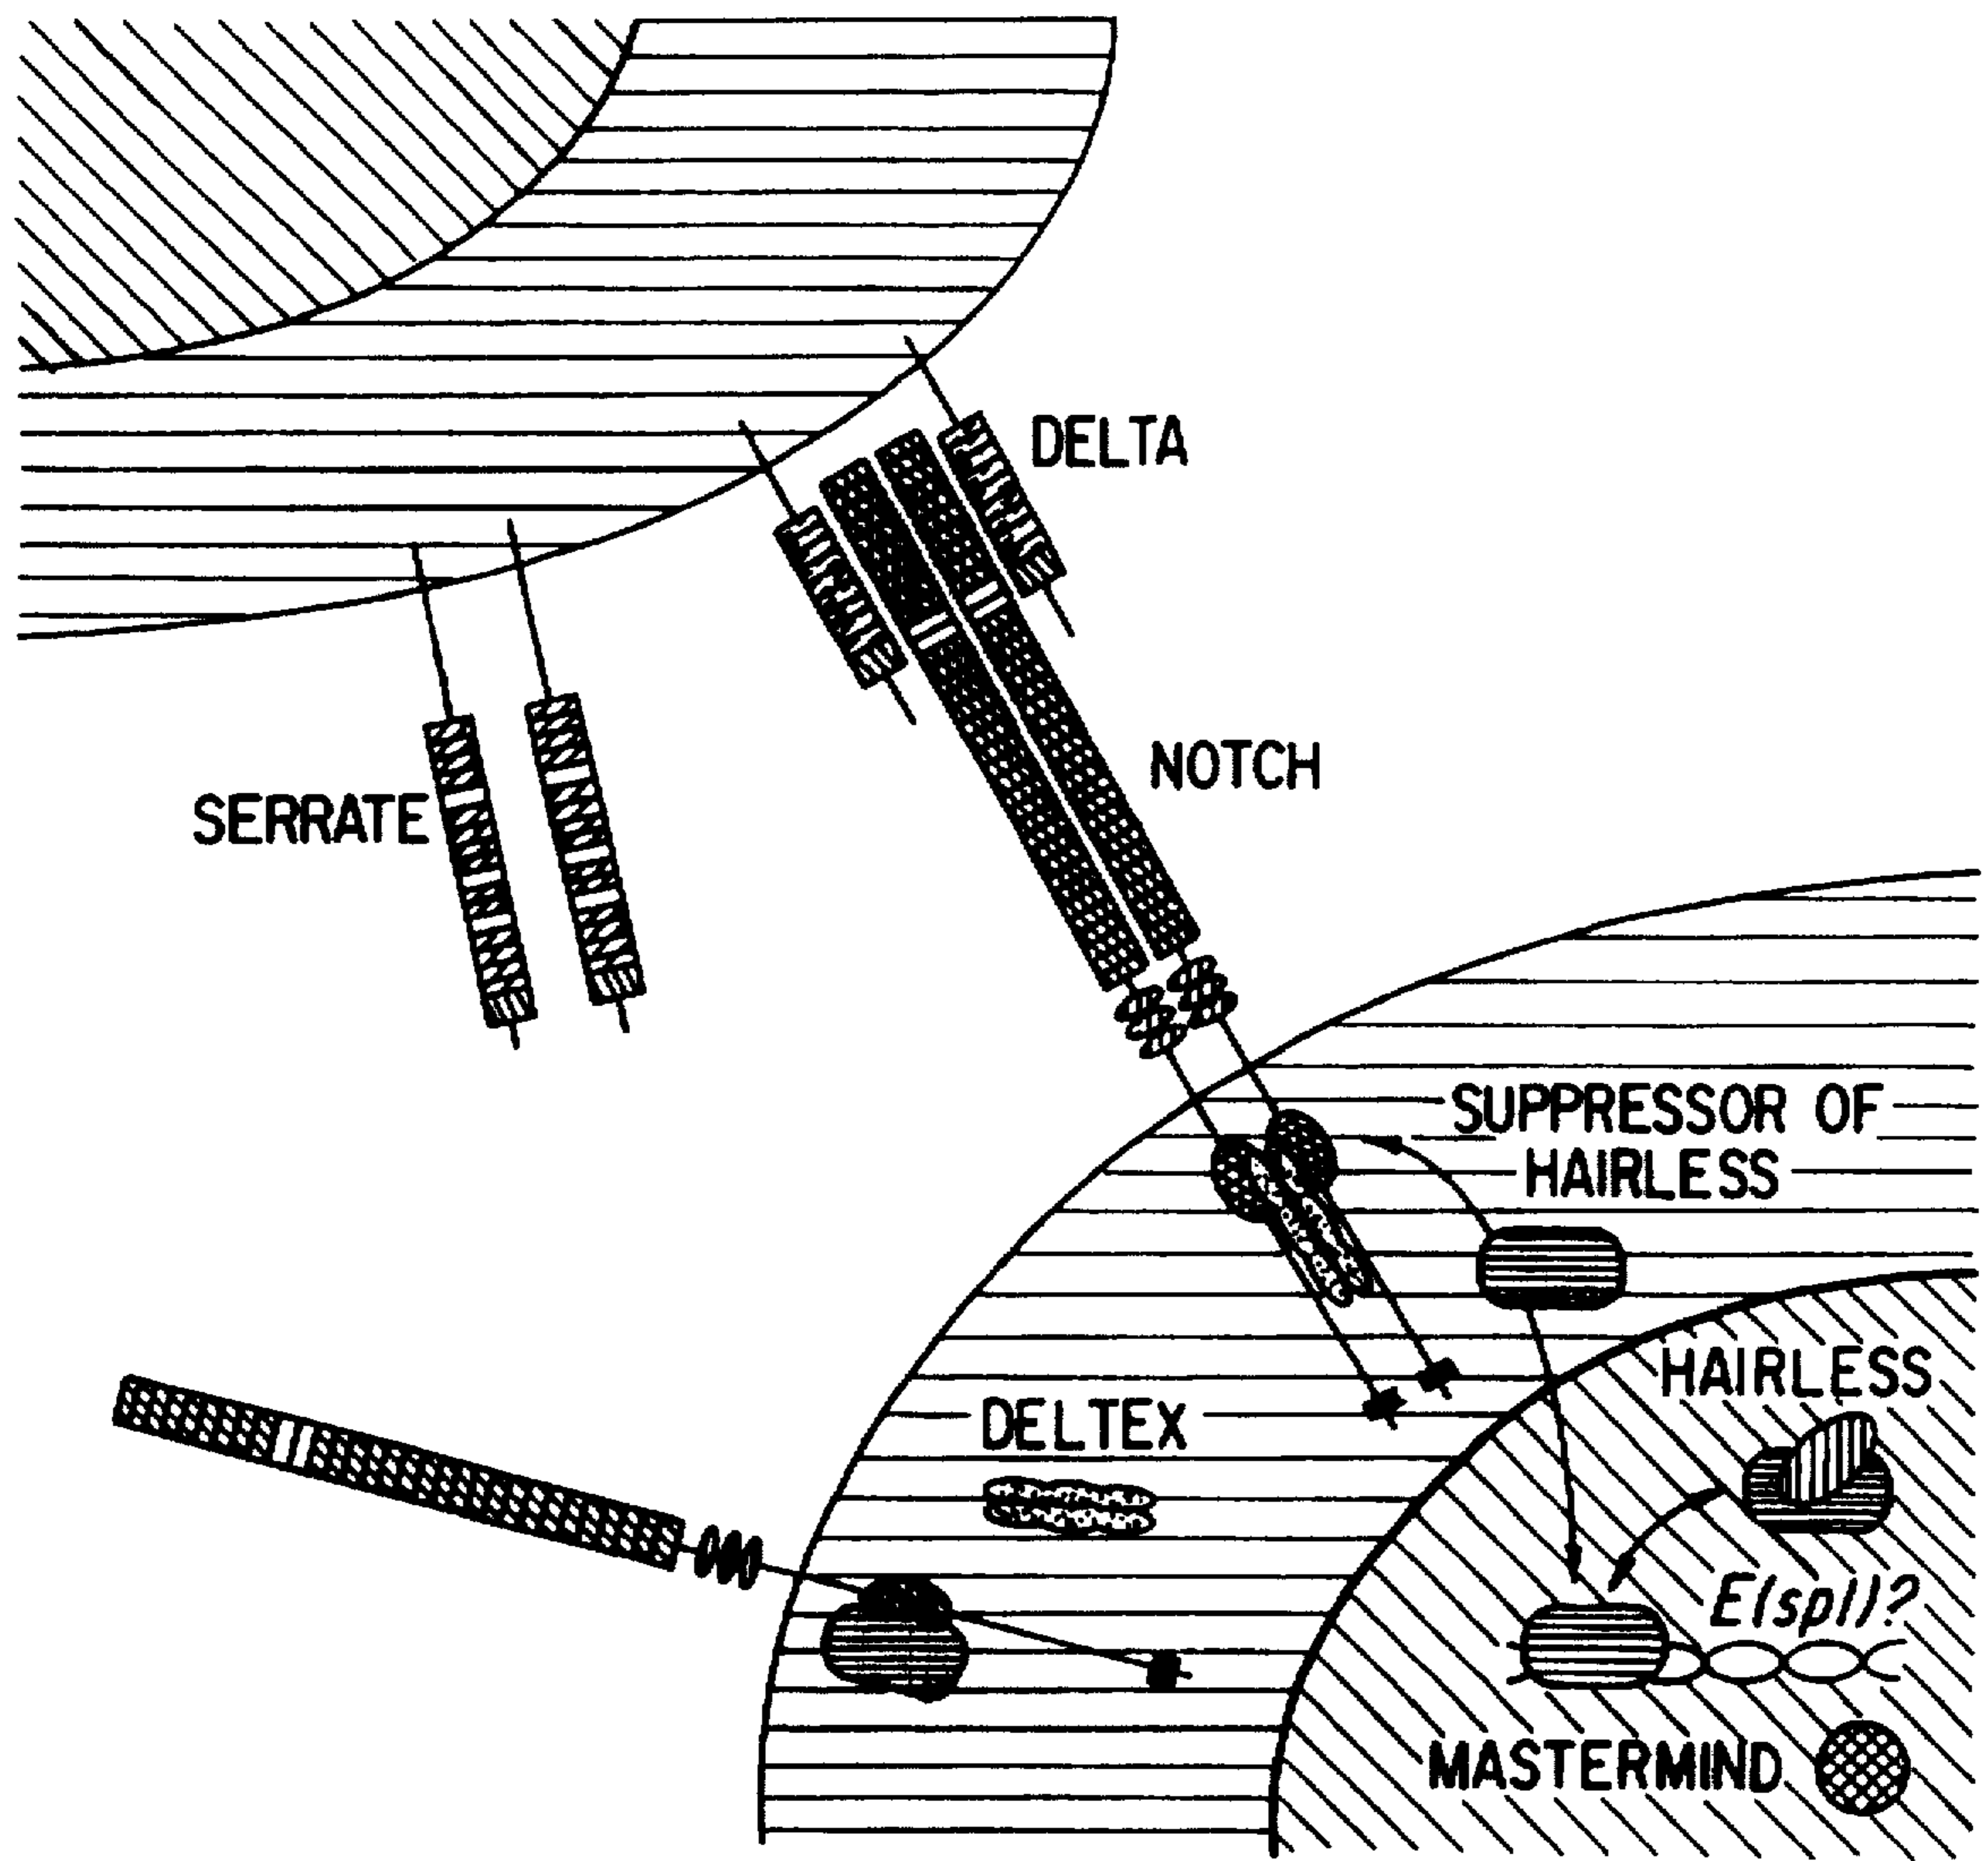 DELTA
NOTCH
SERRATE
SUPPRESSOR OF
HAIRLESS
HAIRLESS
DELTEX
E(spl)?
MASTERMIND